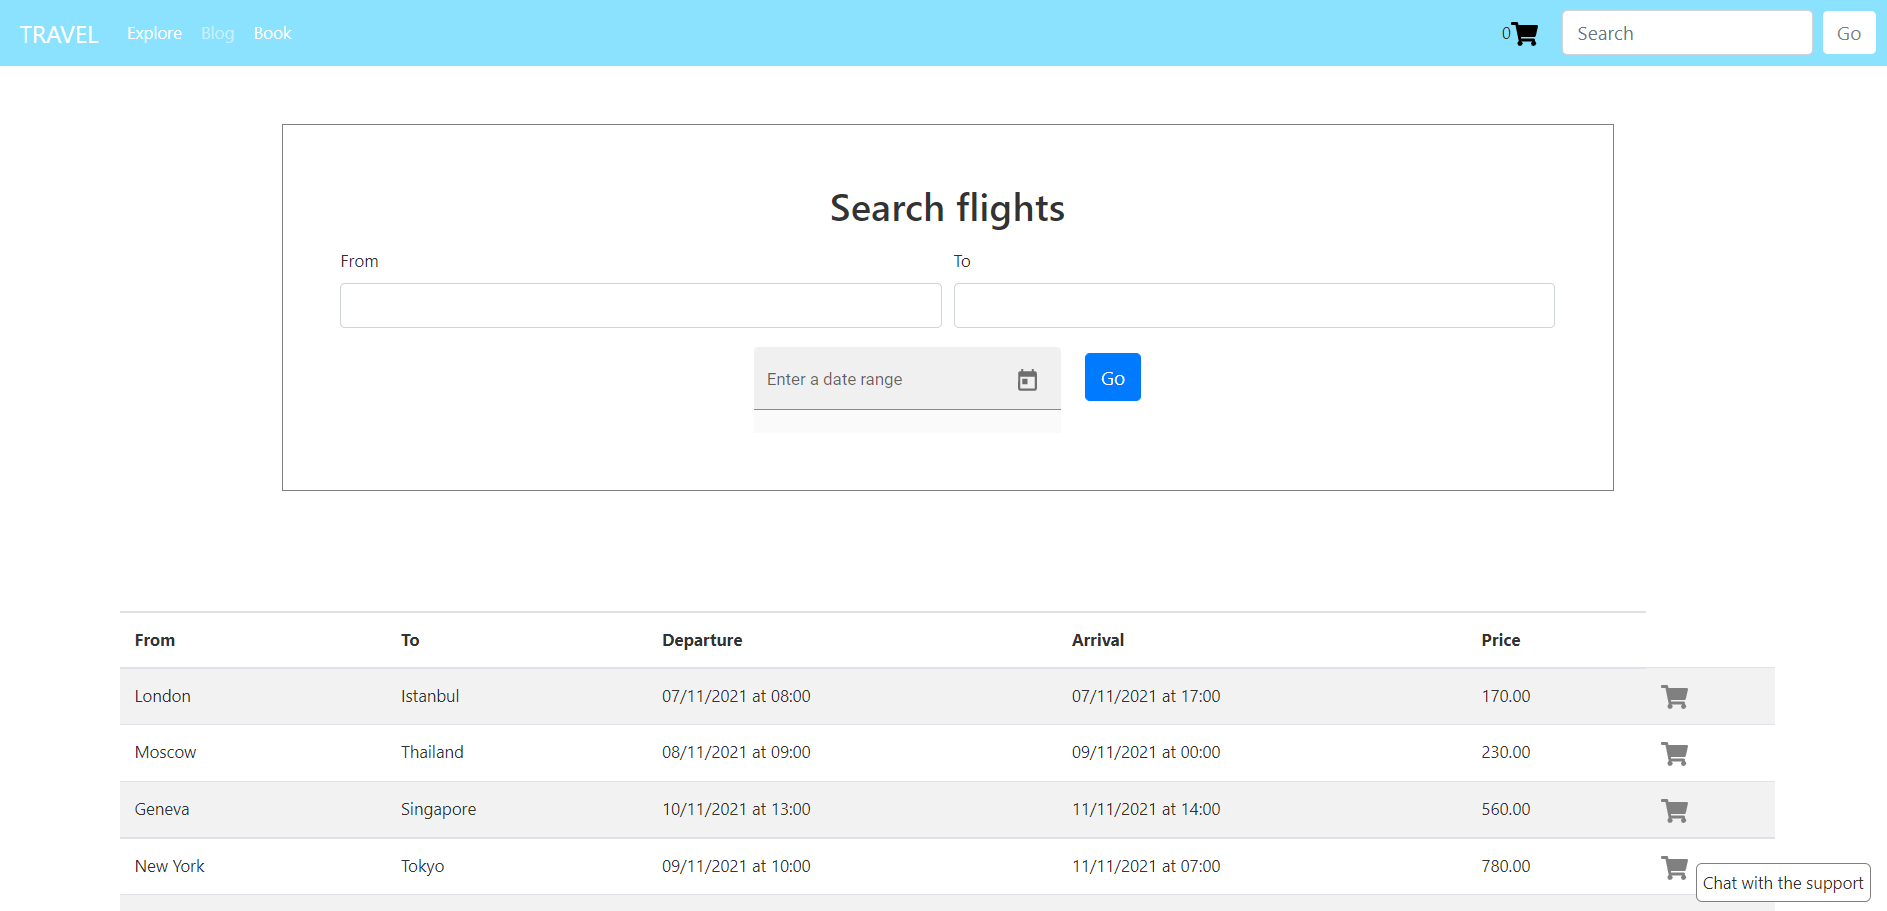 TRAVEL Explore Blog Book 0 Search Go
Search flights
From To
Enter a date range Go
From To Departure Arrival Price
London Istanbul 07/11/2021 at 08:00 07/11/2021 at 17:00 170.00
Moscow Thailand 08/11/2021 at 09:00 09/11/2021 at 00:00 230.00
Geneva Singapore 10/11/2021 at 13:00 11/11/2021 at 14:00 560.00
New York Tokyo 09/11/2021 at 10:00 11/11/2021 at 07:00 780.00
Chat with the support